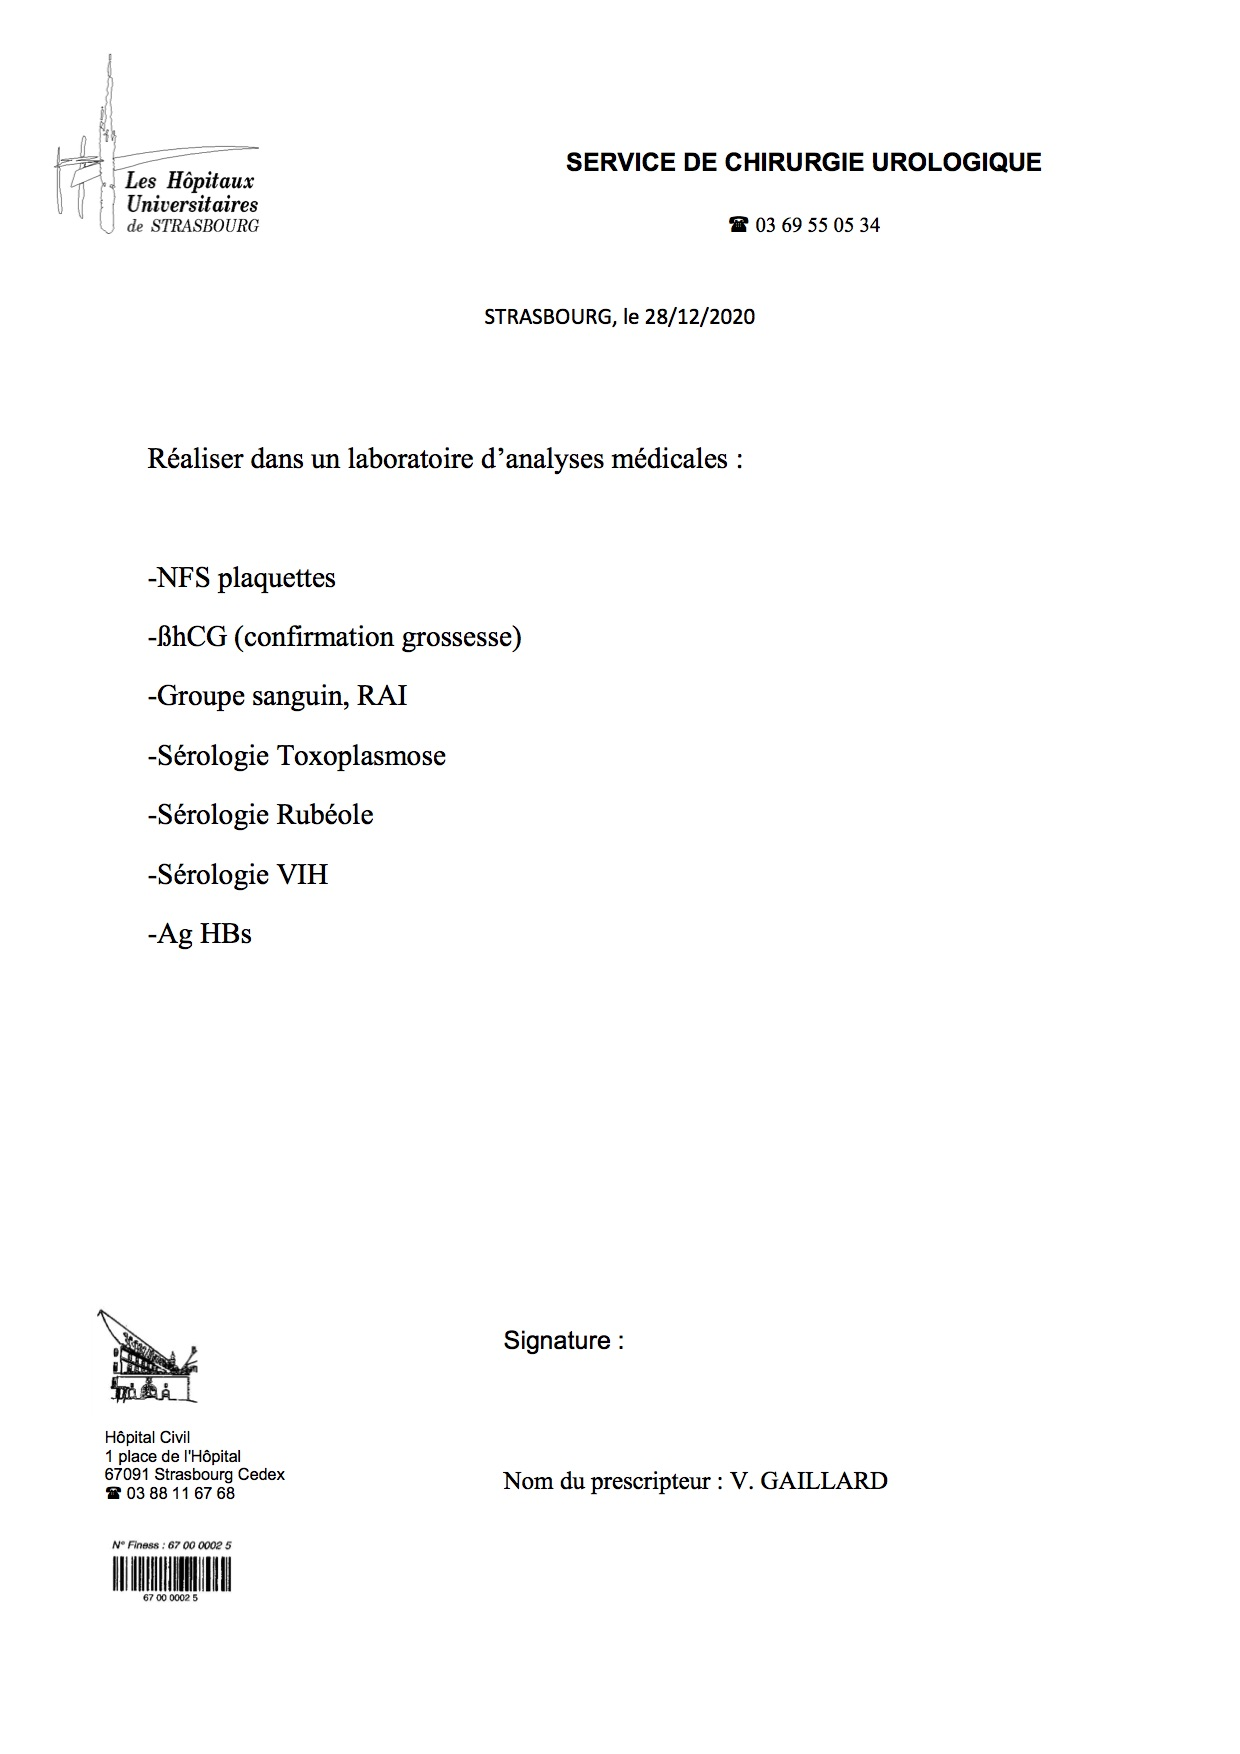 Les Hôpitaux
Universitaires
de STRASBOURG
SERVICE DE CHIRURGIE UROLOGIQUE
☎ 03 69 55 05 34
STRASBOURG, le 28/12/2020
Réaliser dans un laboratoire d’analyses médicales :
-NFS plaquettes
-ßhCG (confirmation grossesse)
-Groupe sanguin, RAI
-Sérologie Toxoplasmose
-Sérologie Rubéole
-Sérologie VIH
-Ag HBs
Signature :
Hôpital Civil
1 place de l'Hôpital
67091 Strasbourg Cedex
☎ 03 88 11 67 68
Nom du prescripteur : V. GAILLARD
N° Finess : 67 00 0002 5
67 00 0002 5